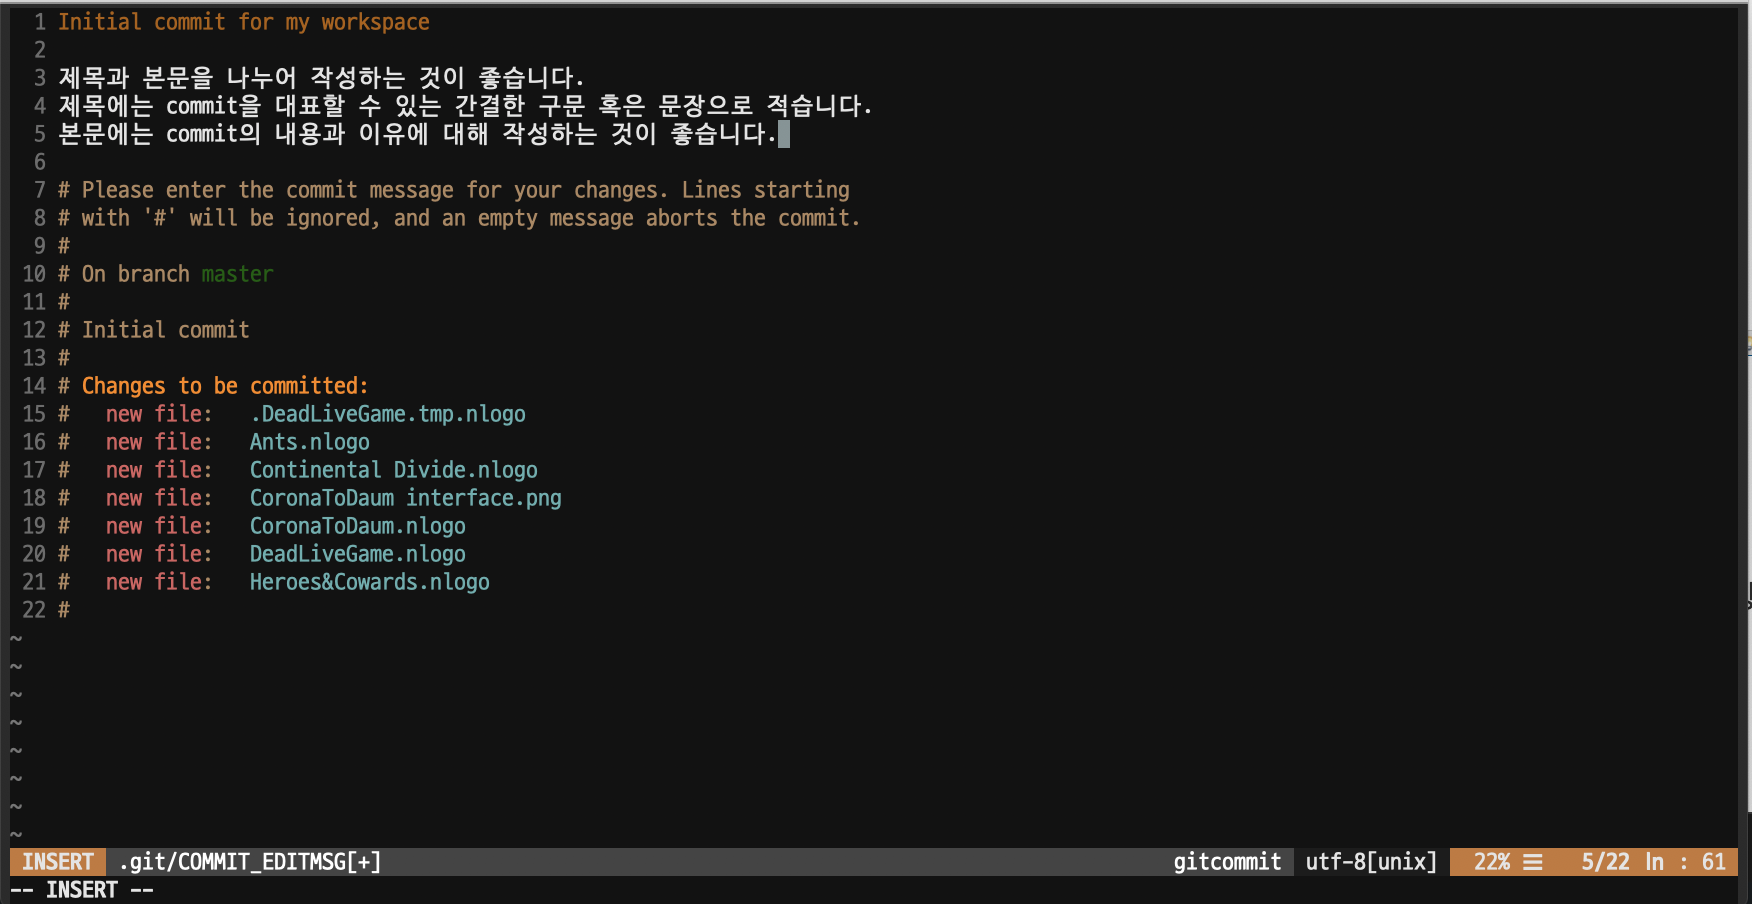 1 Initial commit for my workspace
2
3 제목과 본문을 나누어 작성하는 것이 좋습니다.
4 제목에는 commit을 대표할 수 있는 간결한 구문 혹은 문장으로 적습니다.
5 본문에는 commit의 내용과 이유에 대해 작성하는 것이 좋습니다.
6
7 # Please enter the commit message for your changes. Lines starting
8 # with '#' will be ignored, and an empty message aborts the commit.
9 #
10 # On branch master
11 #
12 # Initial commit
13 #
14 # Changes to be committed:
15 #   new file:   .DeadLiveGame.tmp.nlogo
16 #   new file:   Ants.nlogo
17 #   new file:   Continental Divide.nlogo
18 #   new file:   CoronaToDaum interface.png
19 #   new file:   CoronaToDaum.nlogo
20 #   new file:   DeadLiveGame.nlogo
21 #   new file:   Heroes&Cowards.nlogo
22 #
~
~
~
~
~
~
~
~
INSERT .git/COMMIT_EDITMSG[+] gitcommit utf-8[unix] 22% ☰ 5/22 ln : 61
-- INSERT --